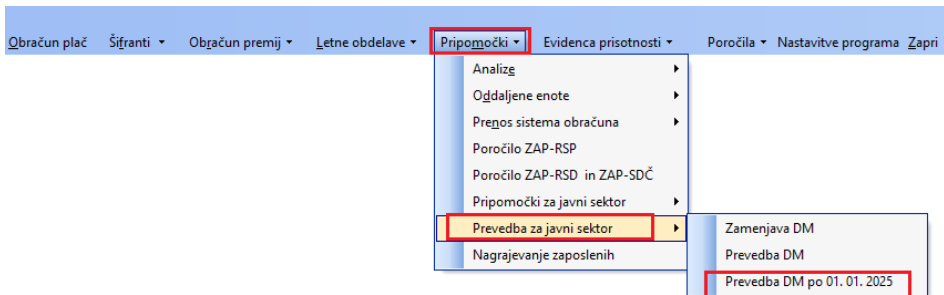 Obračun plač Šifranti Obračun premij Letne obdelave Pripomočki Evidenca prisotnosti Poročila Nastavitve programa Zapri
Analize
Oddaljene enote
Prenos sistema obračuna
Poročilo ZAP-RSP
Poročilo ZAP-RSD in ZAP-SDČ
Pripomočki za javni sektor
Prevedba za javni sektor
Nagrajevanje zaposlenih
Zamenjava DM
Prevedba DM
Prevedba DM po 01. 01. 2025